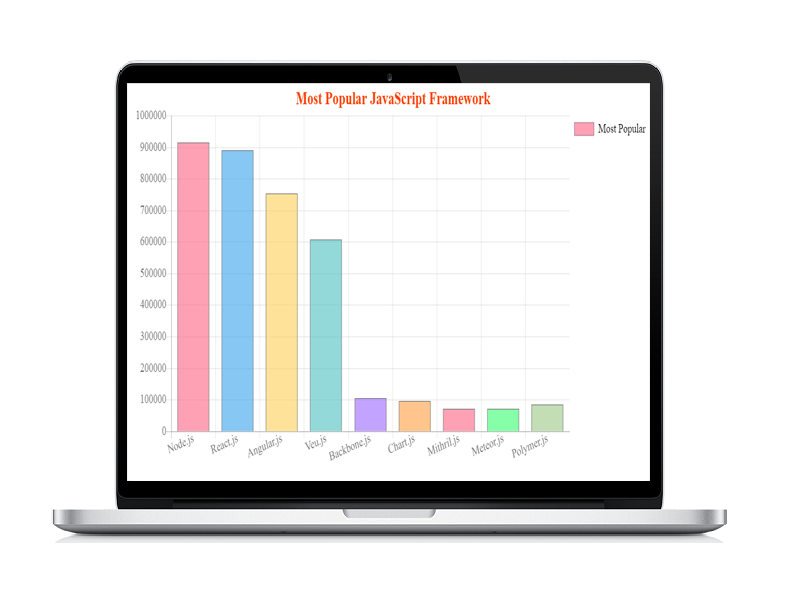 Most Popular JavaScript Framework
Most Popular
1000000
900000
800000
700000
600000
500000
400000
300000
200000
100000
0
Node.js
React.js
Angular.js
Veu.js
Backbone.js
Chart.js
Mithril.js
Meteor.js
Polymer.js